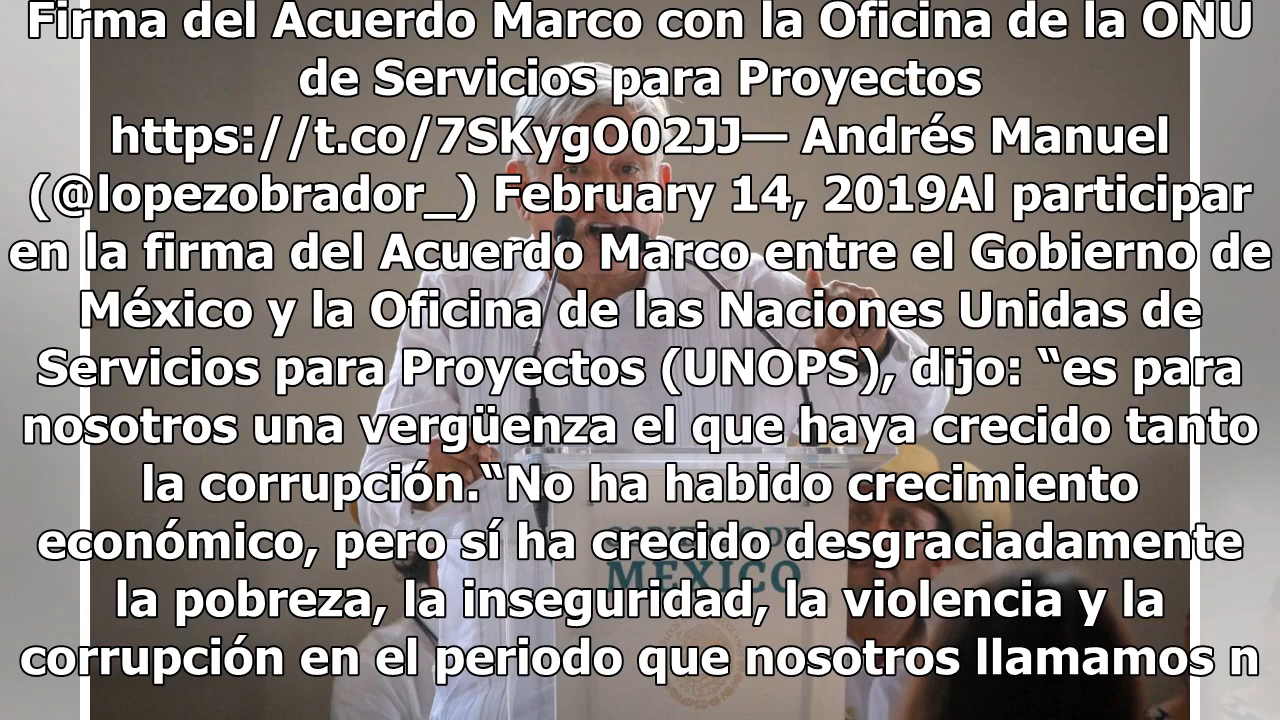 Firma del Acuerdo Marco con la Oficina de la ONU
de Servicios para Proyectos
https://t.co/7SKygO02JJ— Andrés Manuel
(@lopezobrador_) February 14, 2019Al participar
en la firma del Acuerdo Marco entre el Gobierno de
México y la Oficina de las Naciones Unidas de
Servicios para Proyectos (UNOPS), dijo: “es para
nosotros una vergüenza el que haya crecido tanto
la corrupción.“No ha habido crecimiento
económico, pero sí ha crecido desgraciadamente
la pobreza, la inseguridad, la violencia y la
corrupción en el periodo que nosotros llamamos n
GOBIERNO DE
MÉXICO